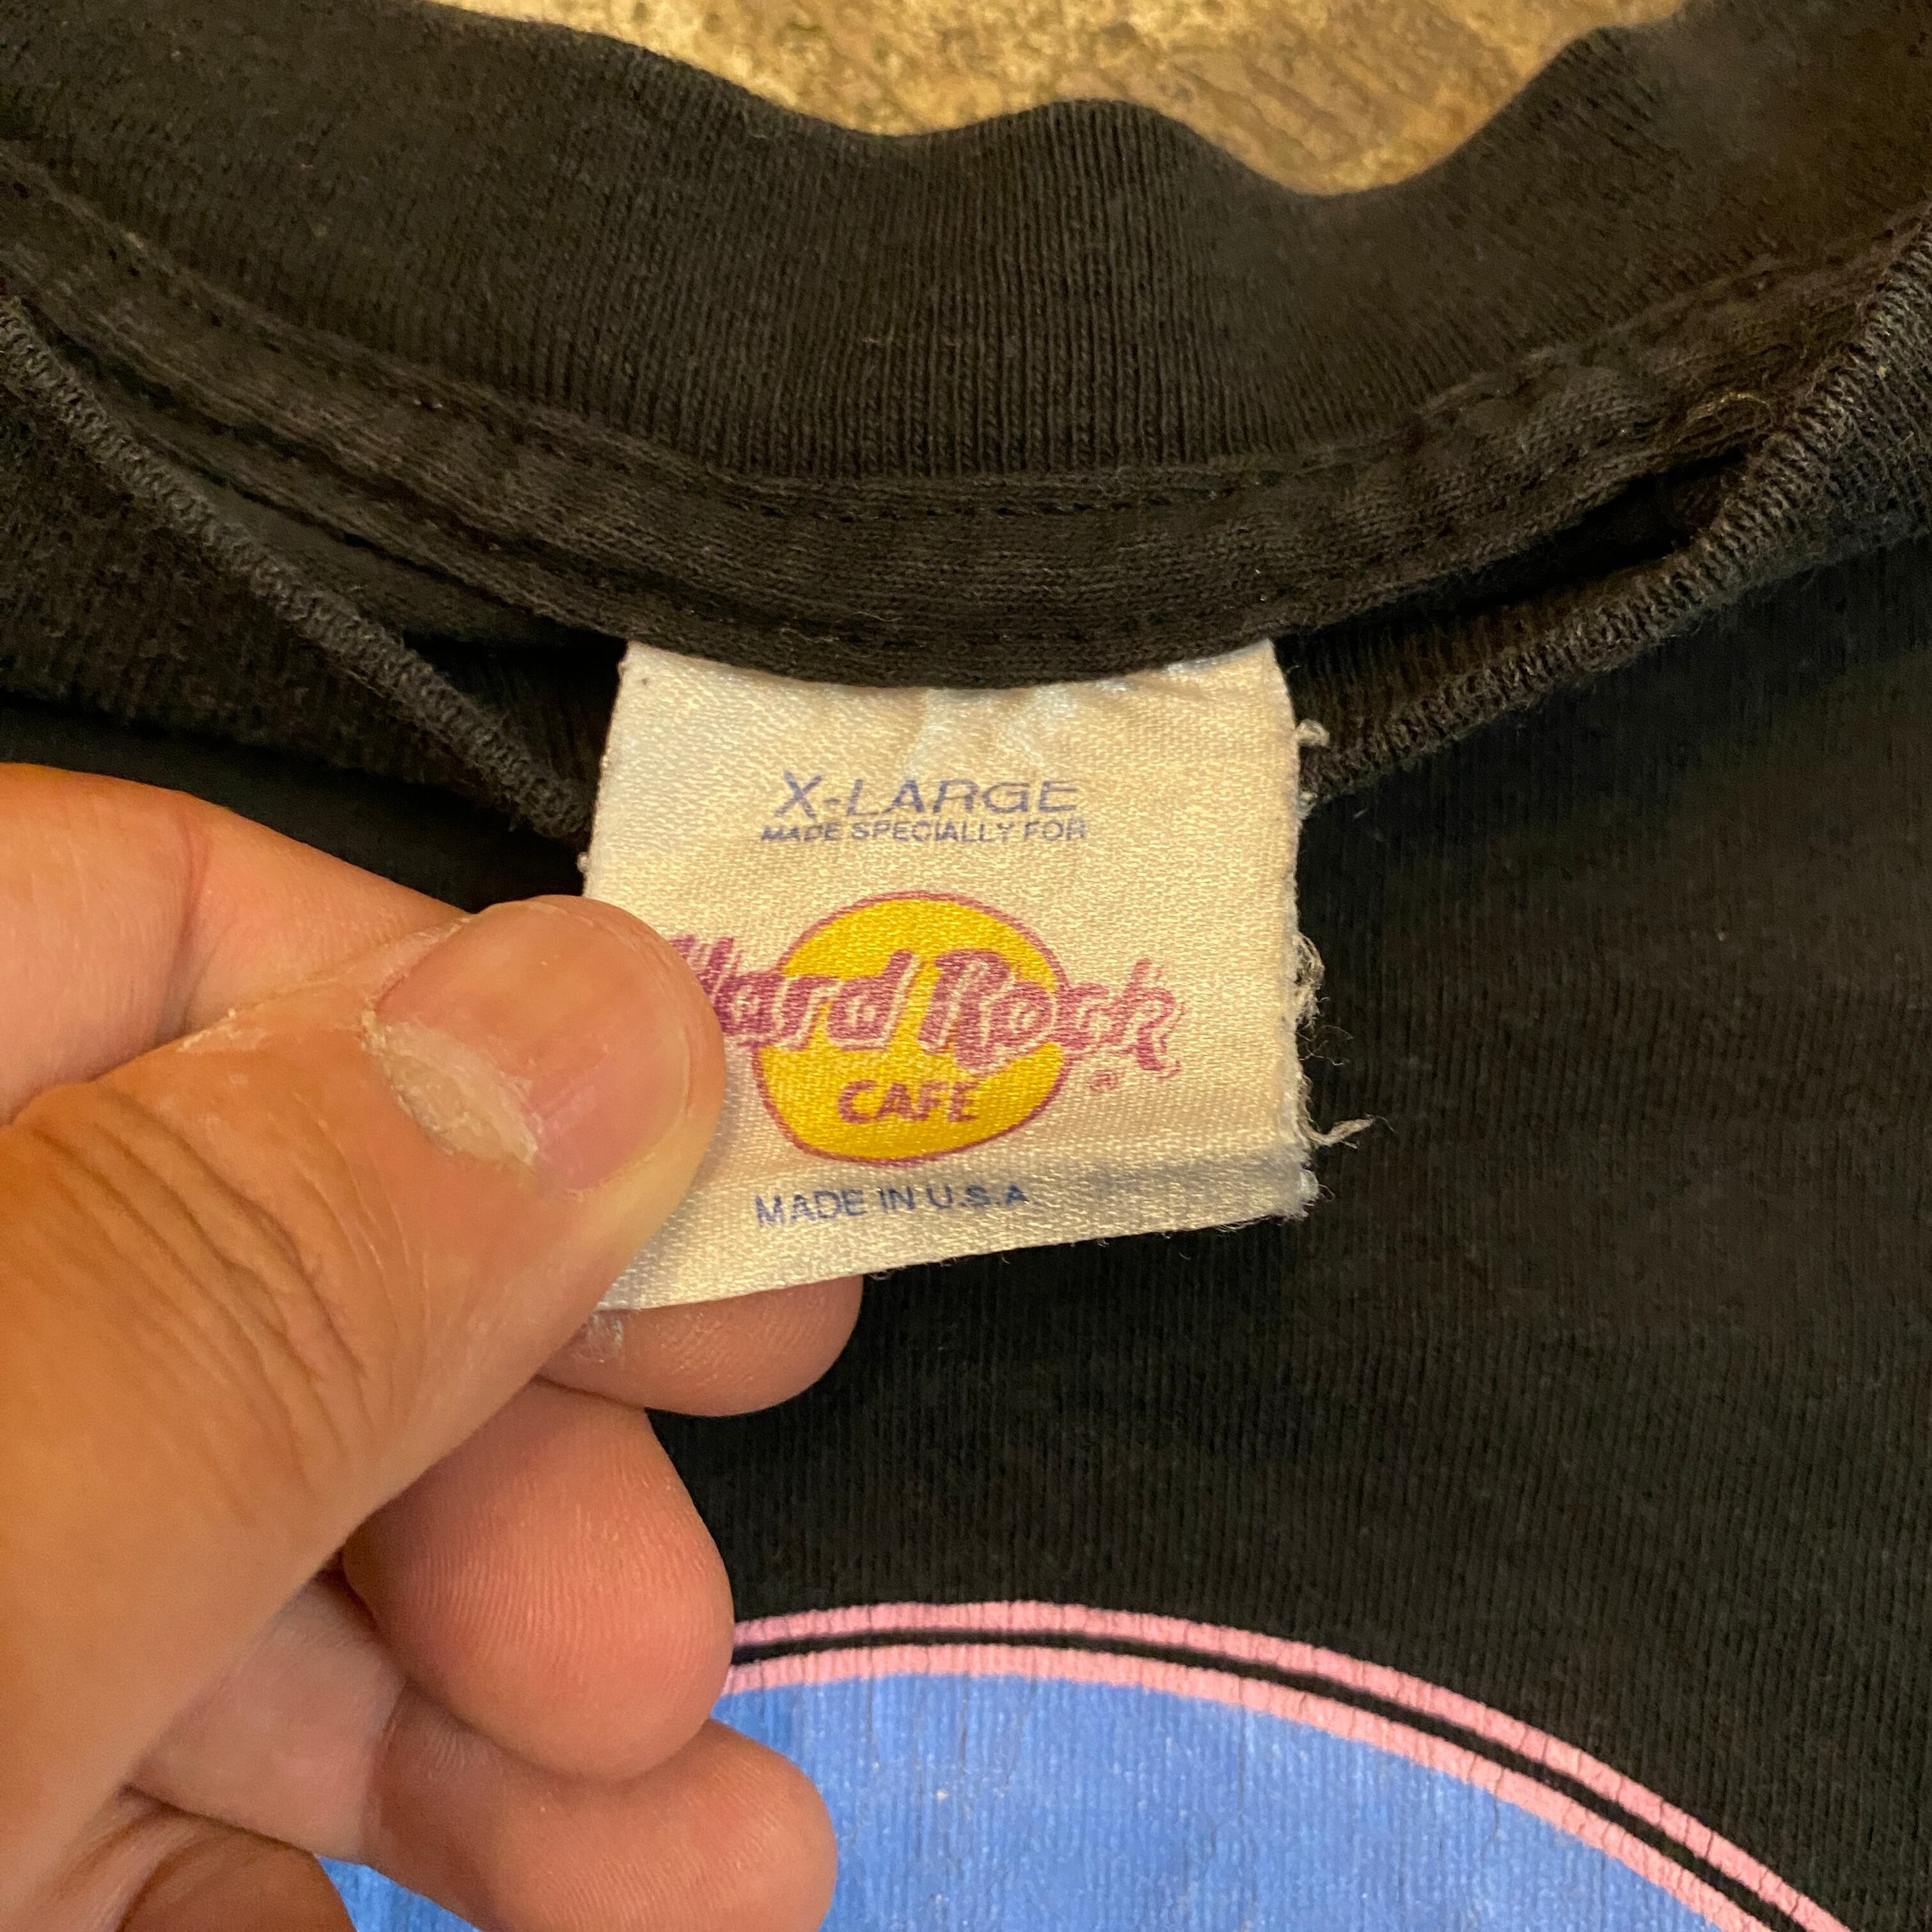 X-LARGE
MADE SPECIALLY FOR
Hard Rock
CAFE
MADE IN U.S.A.